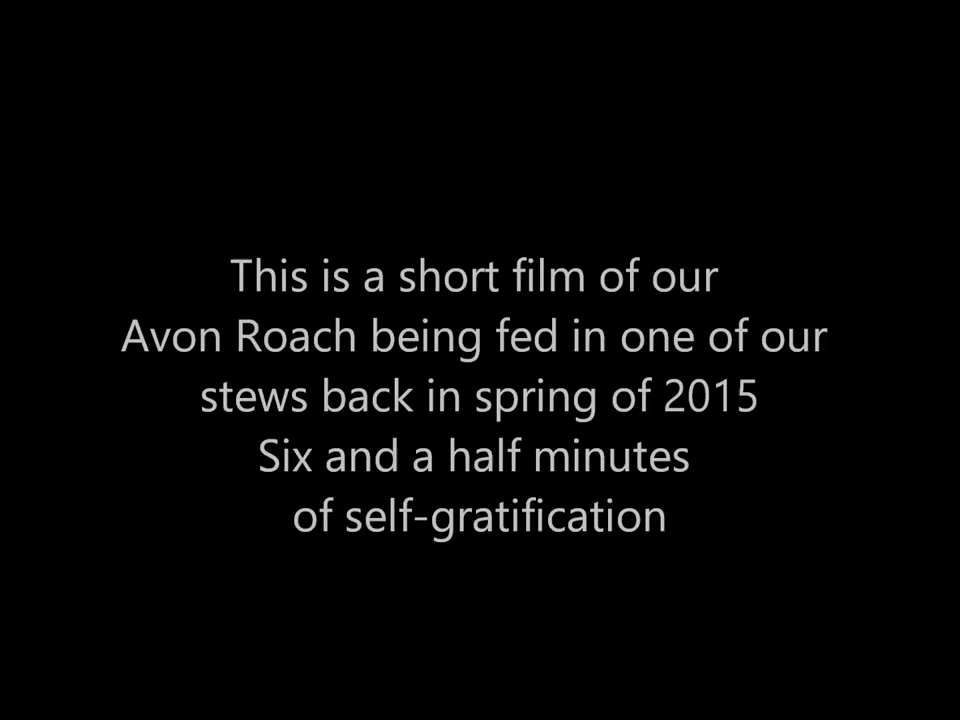 This is a short film of our
Avon Roach being fed in one of our
stews back in spring of 2015
Six and a half minutes
of self-gratification